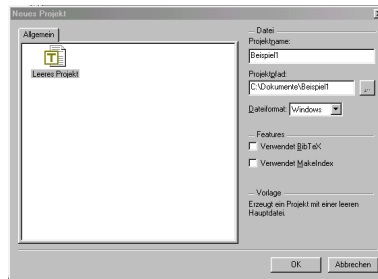 Neues Projekt
Allgemein
Leeres Projekt
Datei
Projektname:
Beispiel1
Projektpfad:
C:\Dokumente\Beispiel1
...
Dateiformat: Windows
Features
Verwendet BibTeX
Verwendet MakeIndex
Vorlage
Erzeugt ein Projekt mit einer leeren
Hauptdatei.
OK
Abbrechen